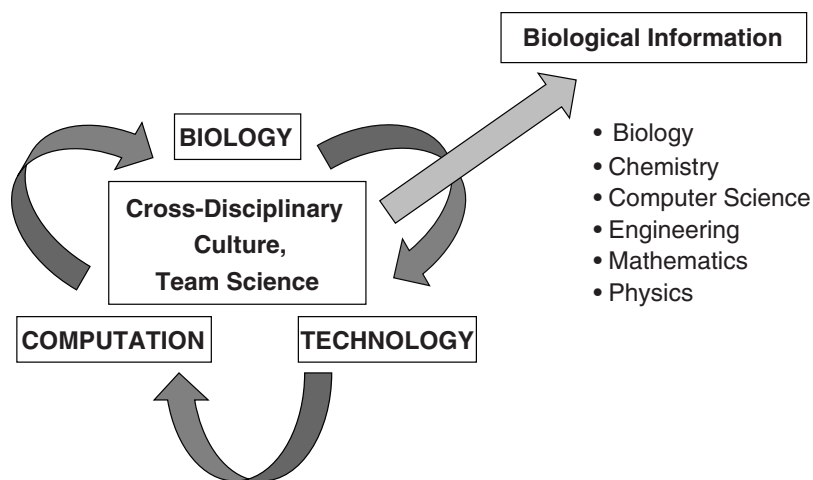 Biological Information
BIOLOGY
Cross-Disciplinary
Culture,
Team Science
COMPUTATION
TECHNOLOGY
• Biology
• Chemistry
• Computer Science
• Engineering
• Mathematics
• Physics